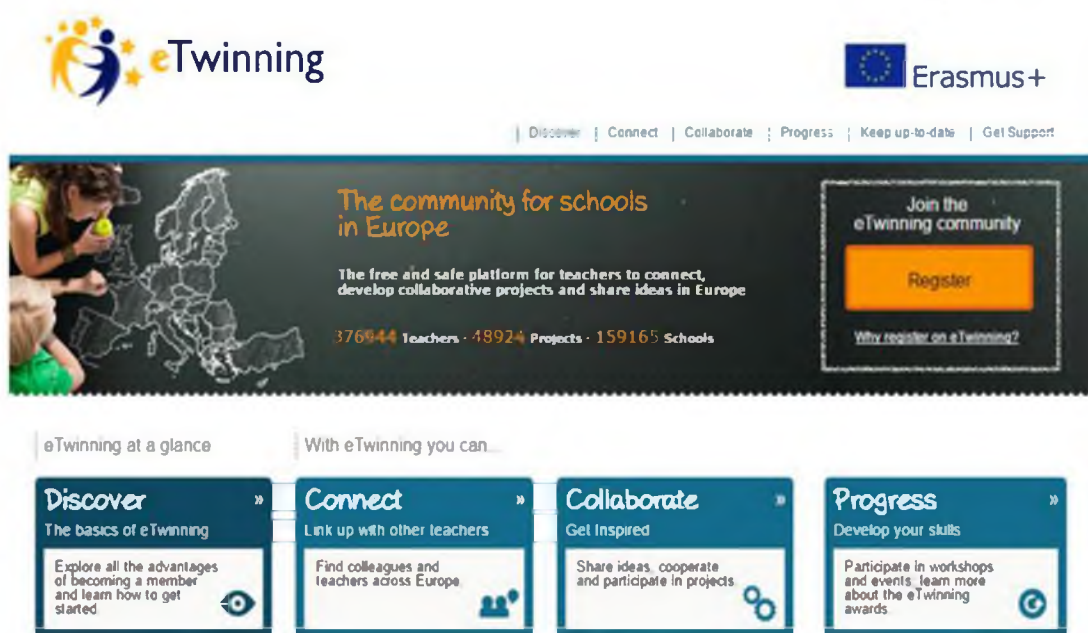 eTwinning
Erasmus+
| Discover | Connect | Collaborate | Progress | Keep up-to-date | Get Support
The community for schools
in Europe
The free and safe platform for teachers to connect,
develop collaborative projects and share ideas in Europe
376944 Teachers · 48924 Projects · 159165 Schools
Join the
eTwinning community
Register
Why register on eTwinning?
eTwinning at a glance
With eTwinning you can...
Discover »
The basics of eTwinning
Explore all the advantages
of becoming a member
and learn how to get
started
Connect »
Link up with other teachers
Find colleagues and
teachers across Europe
Collaborate »
Get Inspired
Share ideas, cooperate
and participate in projects
Progress »
Develop your skills
Participate in workshops
and events, learn more
about the eTwinning
awards